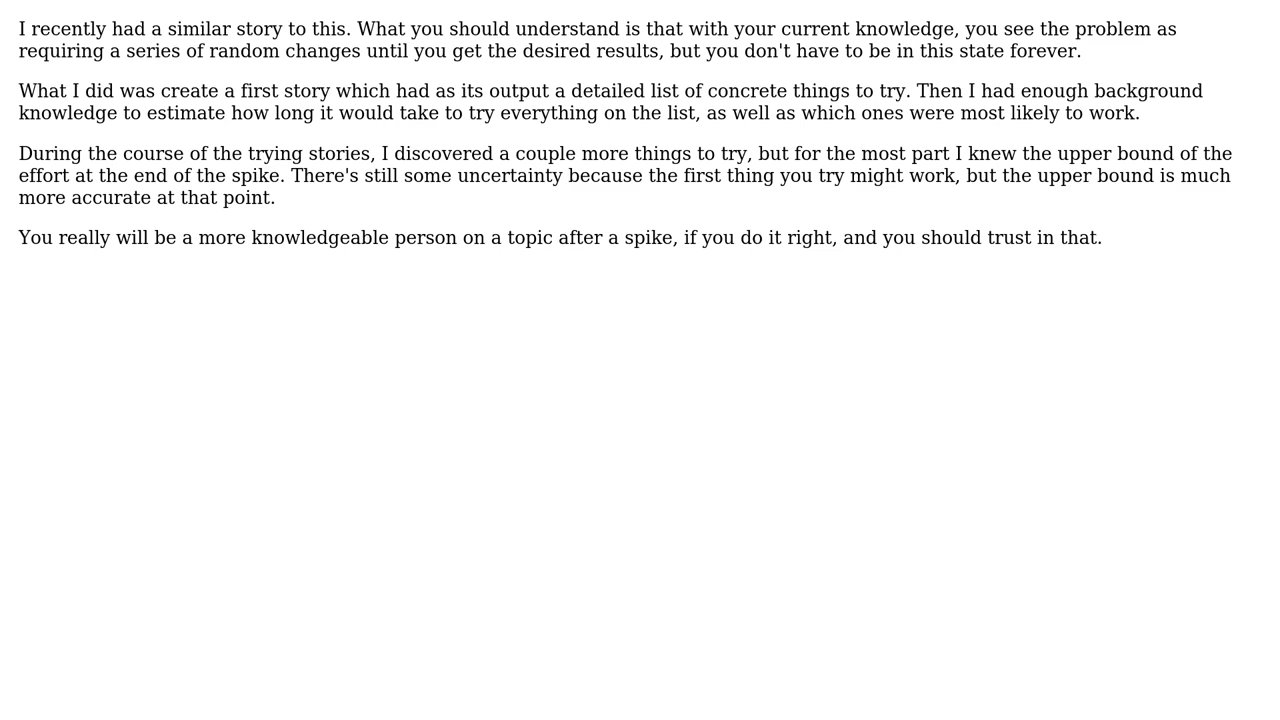 I recently had a similar story to this. What you should understand is that with your current knowledge, you see the problem as
requiring a series of random changes until you get the desired results, but you don't have to be in this state forever.
What I did was create a first story which had as its output a detailed list of concrete things to try. Then I had enough background
knowledge to estimate how long it would take to try everything on the list, as well as which ones were most likely to work.
During the course of the trying stories, I discovered a couple more things to try, but for the most part I knew the upper bound of the
effort at the end of the spike. There's still some uncertainty because the first thing you try might work, but the upper bound is much
more accurate at that point.
You really will be a more knowledgeable person on a topic after a spike, if you do it right, and you should trust in that.